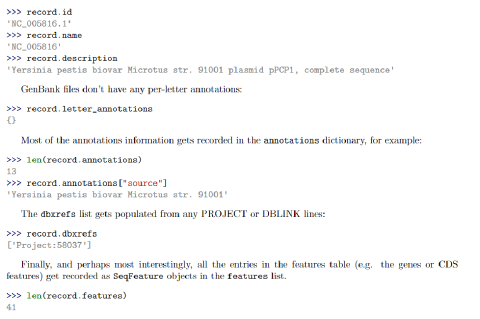 >>> record.id
'NC_005816.1'
>>> record.name
'NC_005816'
>>> record.description
'Yersinia pestis biovar Microtus str. 91001 plasmid pPCP1, complete sequence'
GenBank files don't have any per-letter annotations:
>>> record.letter_annotations
{}
Most of the annotations information gets recorded in the annotations dictionary, for example:
>>> len(record.annotations)
13
>>> record.annotations["source"]
'Yersinia pestis biovar Microtus str. 91001'
The dbxrefs list gets populated from any PROJECT or DBLINK lines:
>>> record.dbxrefs
['Project:58037']
Finally, and perhaps most interestingly, all the entries in the features table (e.g. the genes or CDS
features) get recorded as SeqFeature objects in the features list.
>>> len(record.features)
41